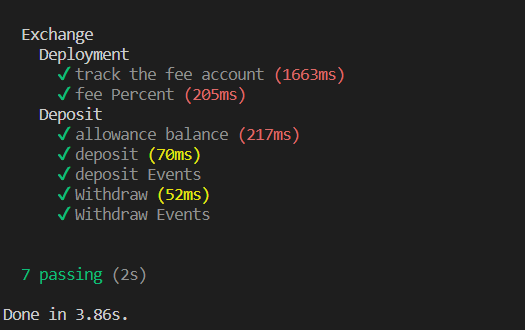 Exchange
Deployment
✓ track the fee account (1663ms)
✓ fee Percent (205ms)
Deposit
✓ allowance balance (217ms)
✓ deposit (70ms)
✓ deposit Events
✓ Withdraw (52ms)
✓ Withdraw Events
7 passing (2s)
Done in 3.86s.